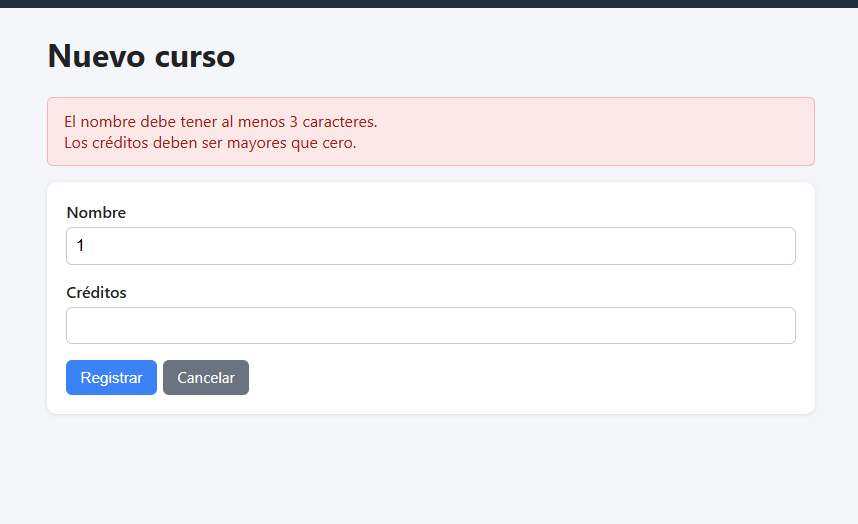 Nuevo curso
El nombre debe tener al menos 3 caracteres.
Los créditos deben ser mayores que cero.
Nombre
1
Créditos
Registrar Cancelar